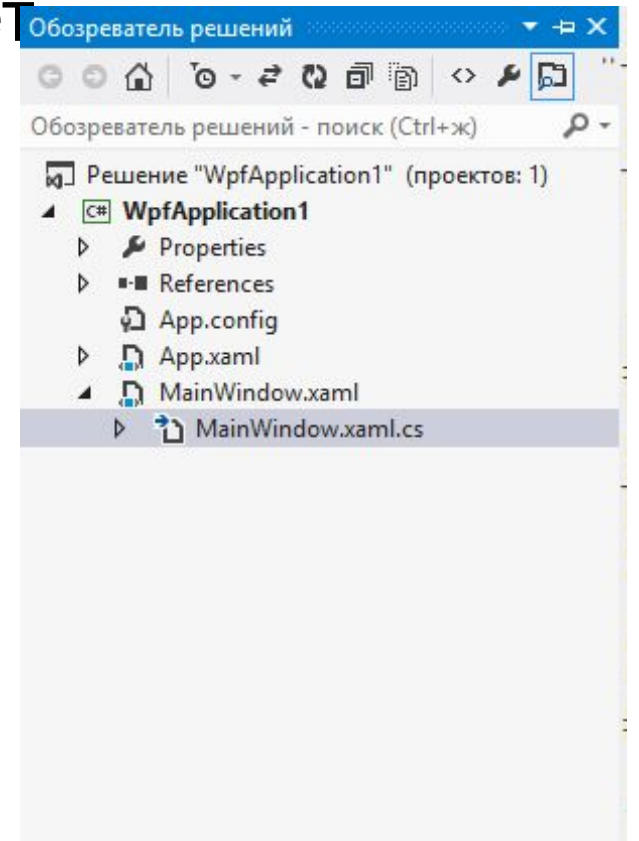 ет
Обозреватель решений
Обозреватель решений - поиск (Ctrl+ж)
Решение "WpfApplication1" (проектов: 1)
C# WpfApplication1
Properties
References
App.config
App.xaml
MainWindow.xaml
MainWindow.xaml.cs